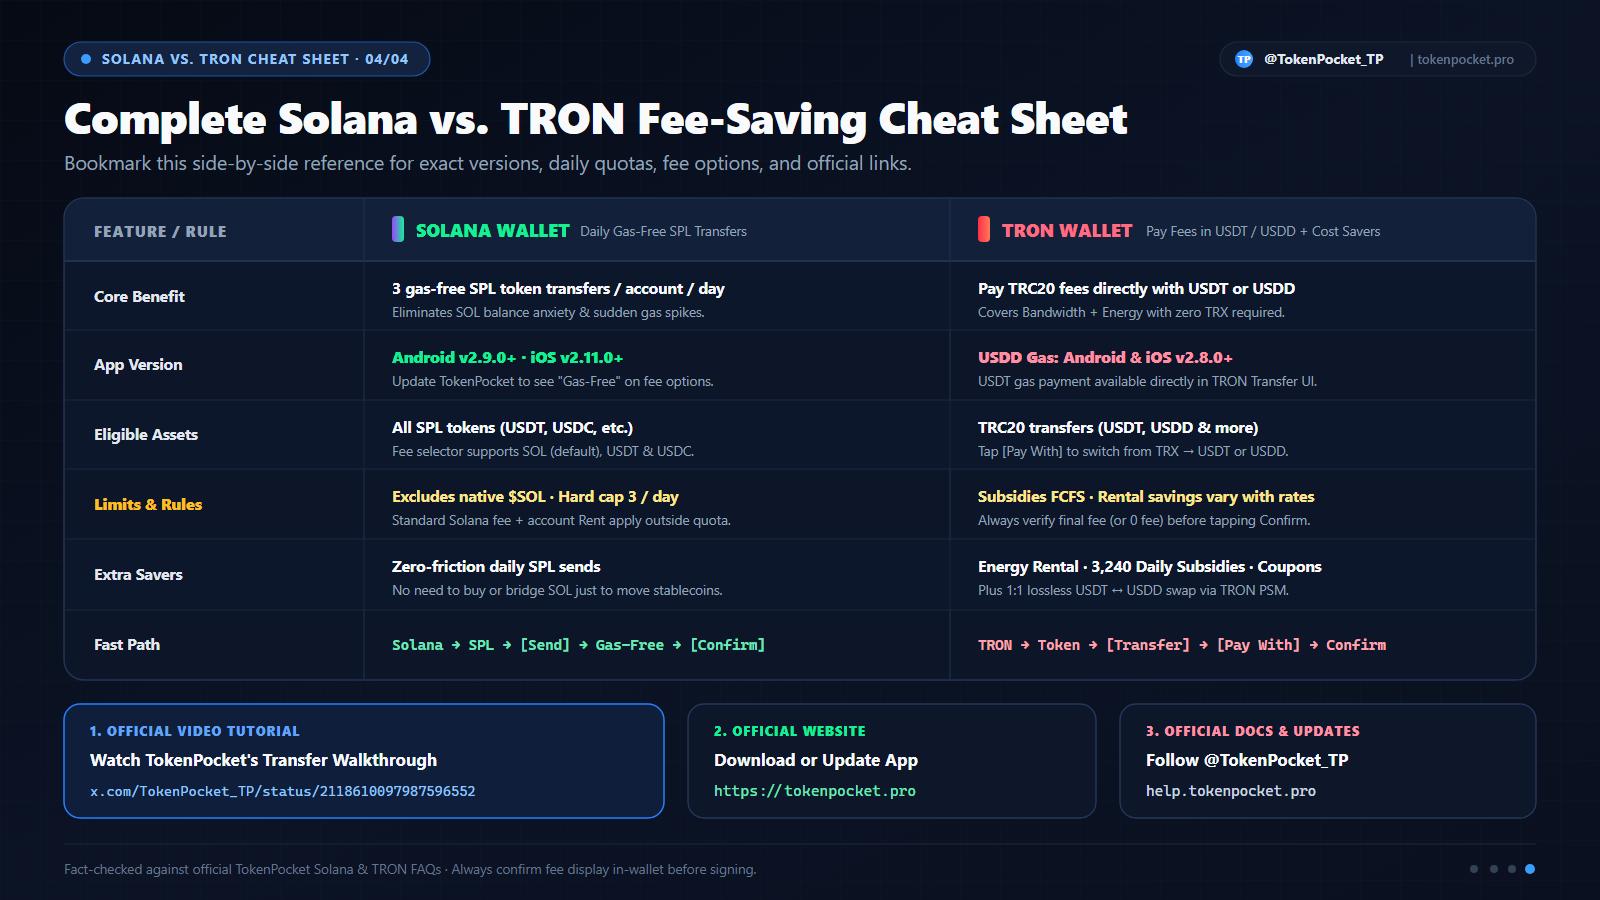 SOLANA VS. TRON CHEAT SHEET · 04/04
TP @TokenPocket_TP | tokenpocket.pro
Complete Solana vs. TRON Fee-Saving Cheat Sheet
Bookmark this side-by-side reference for exact versions, daily quotas, fee options, and official links.
FEATURE / RULE
SOLANA WALLET Daily Gas-Free SPL Transfers
TRON WALLET Pay Fees in USDT / USDD + Cost Savers
Core Benefit
3 gas-free SPL token transfers / account / day
Eliminates SOL balance anxiety & sudden gas spikes.
Pay TRC20 fees directly with USDT or USDD
Covers Bandwidth + Energy with zero TRX required.
App Version
Android v2.9.0+ · iOS v2.11.0+
Update TokenPocket to see "Gas-Free" on fee options.
USDD Gas: Android & iOS v2.8.0+
USDT gas payment available directly in TRON Transfer UI.
Eligible Assets
All SPL tokens (USDT, USDC, etc.)
Fee selector supports SOL (default), USDT & USDC.
TRC20 transfers (USDT, USDD & more)
Tap [Pay With] to switch from TRX → USDT or USDD.
Limits & Rules
Excludes native $SOL · Hard cap 3 / day
Standard Solana fee + account Rent apply outside quota.
Subsidies FCFS · Rental savings vary with rates
Always verify final fee (or 0 fee) before tapping Confirm.
Extra Savers
Zero-friction daily SPL sends
No need to buy or bridge SOL just to move stablecoins.
Energy Rental · 3,240 Daily Subsidies · Coupons
Plus 1:1 lossless USDT ↔ USDD swap via TRON PSM.
Fast Path
Solana → SPL → [Send] → Gas-Free → [Confirm]
TRON → Token → [Transfer] → [Pay With] → Confirm
1. OFFICIAL VIDEO TUTORIAL
Watch TokenPocket's Transfer Walkthrough
x.com/TokenPocket_TP/status/2118610097987596552
2. OFFICIAL WEBSITE
Download or Update App
https://tokenpocket.pro
3. OFFICIAL DOCS & UPDATES
Follow @TokenPocket_TP
help.tokenpocket.pro
Fact-checked against official TokenPocket Solana & TRON FAQs · Always confirm fee display in-wallet before signing.